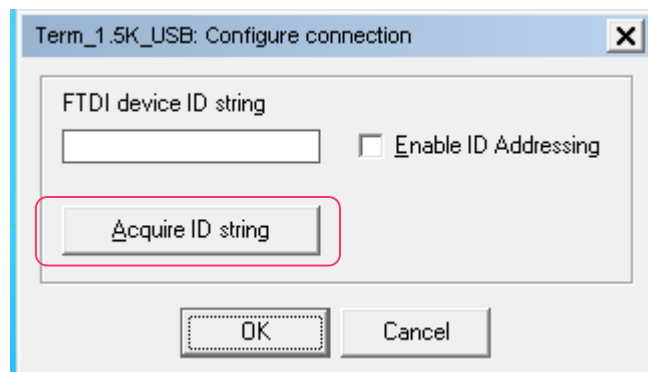 Term_1.5K_USB: Configure connection
FTDI device ID string
Enable ID Addressing
Acquire ID string
OK
Cancel